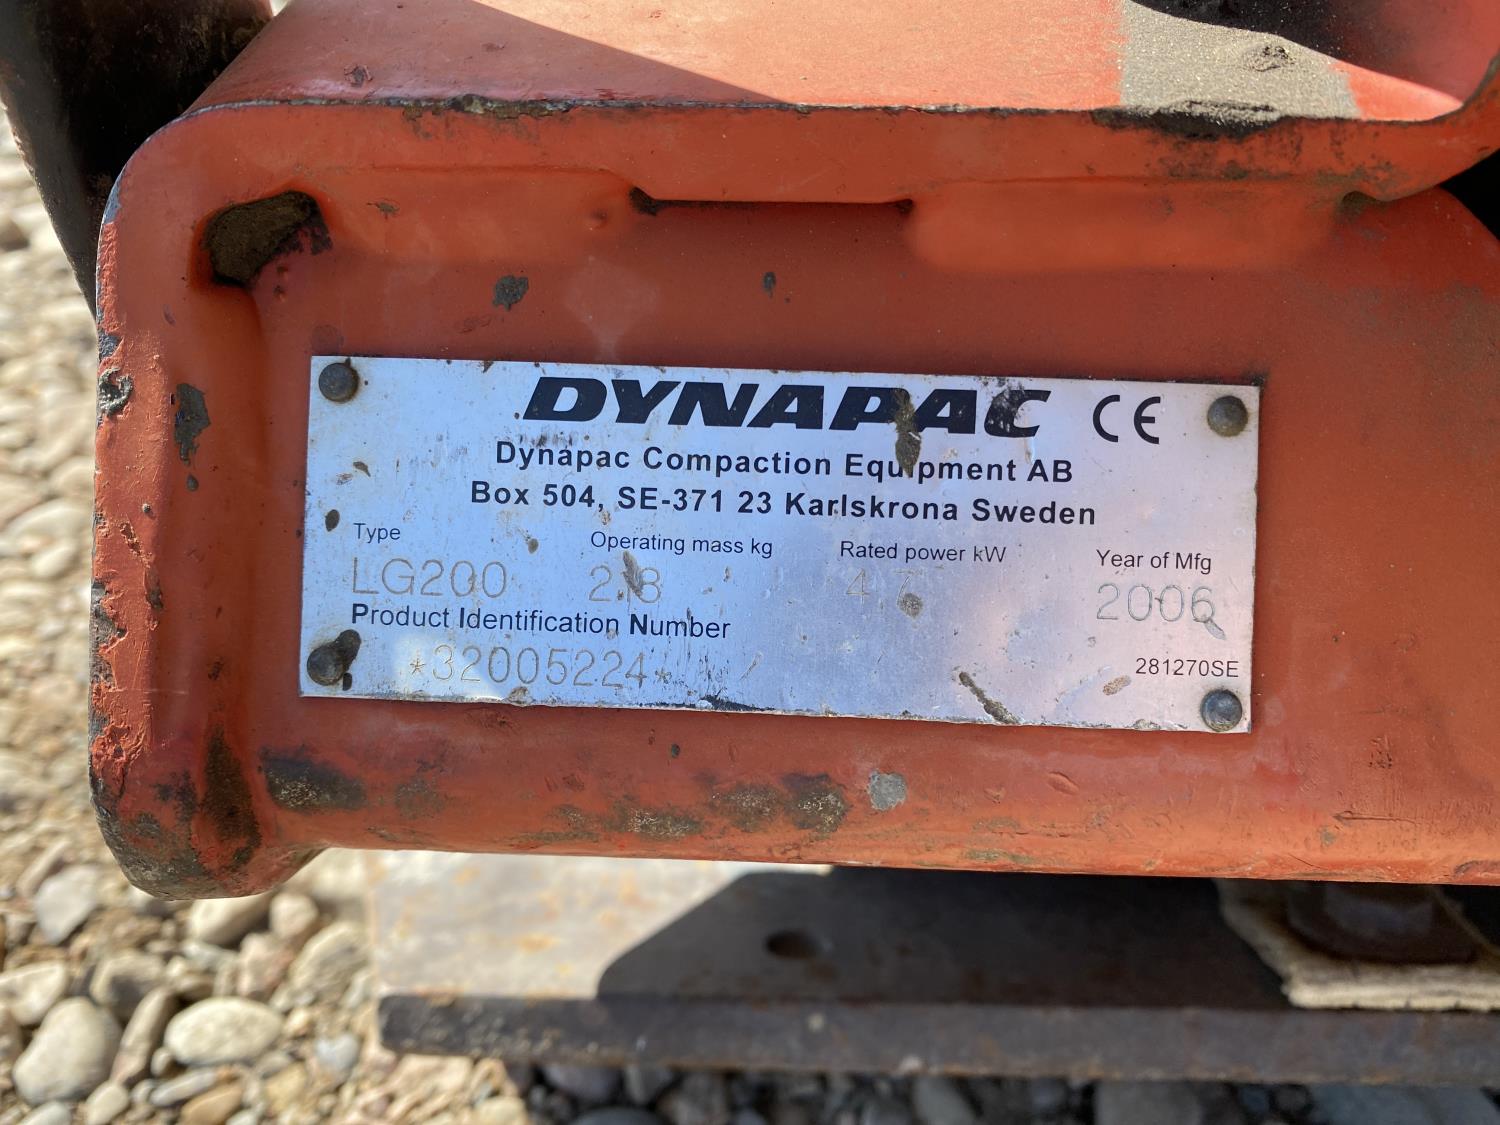 DYNAPAC CE
Dynapac Compaction Equipment AB
Box 504, SE-371 23 Karlskrona Sweden
Type Operating mass kg Rated power kW Year of Mfg
LG200 2006
Product Identification Number
*32005224*
281270SE